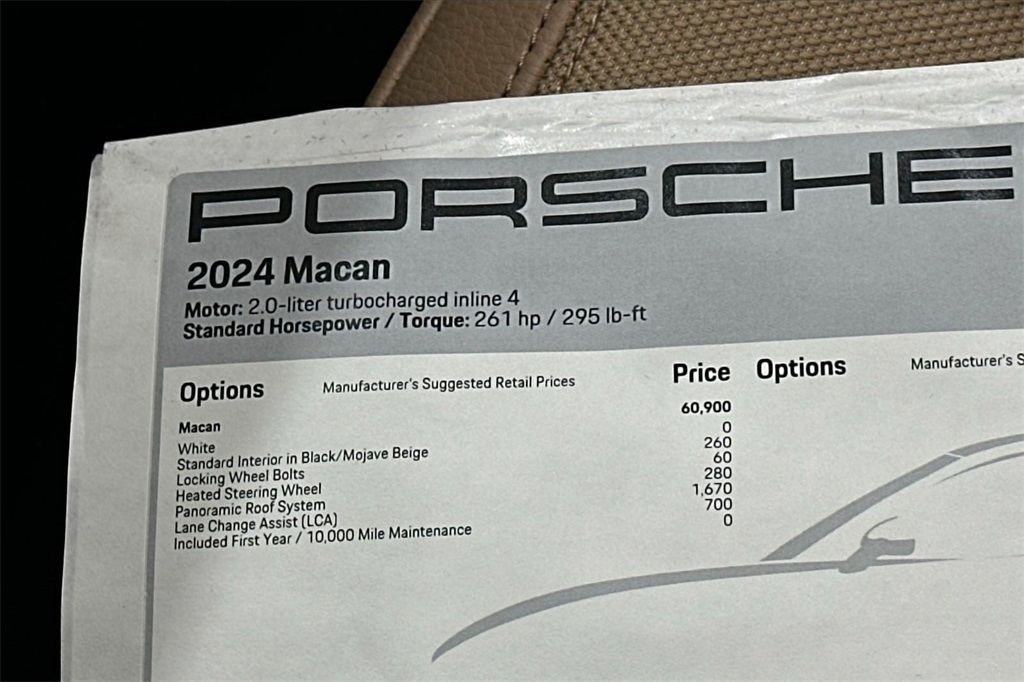 PORSCHE
2024 Macan
Motor: 2.0-liter turbocharged inline 4
Standard Horsepower / Torque: 261 hp / 295 lb-ft
Options Manufacturer's Suggested Retail Prices Price Options Manufacturer's S
Macan 60,900
White 0
Standard Interior in Black/Mojave Beige 260
Locking Wheel Bolts 60
Heated Steering Wheel 280
Panoramic Roof System 1,670
Lane Change Assist (LCA) 700
Included First Year / 10,000 Mile Maintenance 0